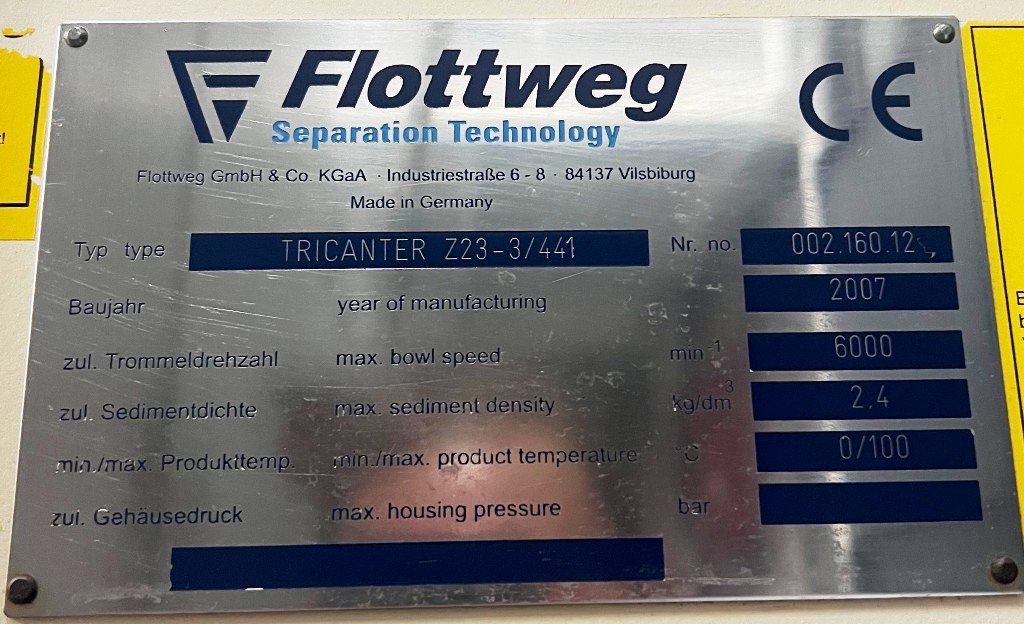 Flottweg
Separation Technology
CE
Flottweg GmbH & Co. KGaA · Industriestraße 6 - 8 · 84137 Vilsbiburg
Made in Germany
Typ type TRICANTER Z23-3/441 Nr. no.
Baujahr year of manufacturing 2007
zul. Trommeldrehzahl max. bowl speed min⁻¹ 6000
zul. Sedimentdichte max. sediment density kg/dm³ 2.4
min./max. Produkttemp. min./max. product temperature C 0/100
zul. Gehäusedruck max. housing pressure bar